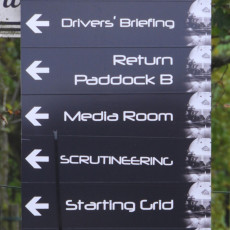 Drivers' Briefing
Return
Paddock B
Media Room
SCRUTINEERING
Starting Grid